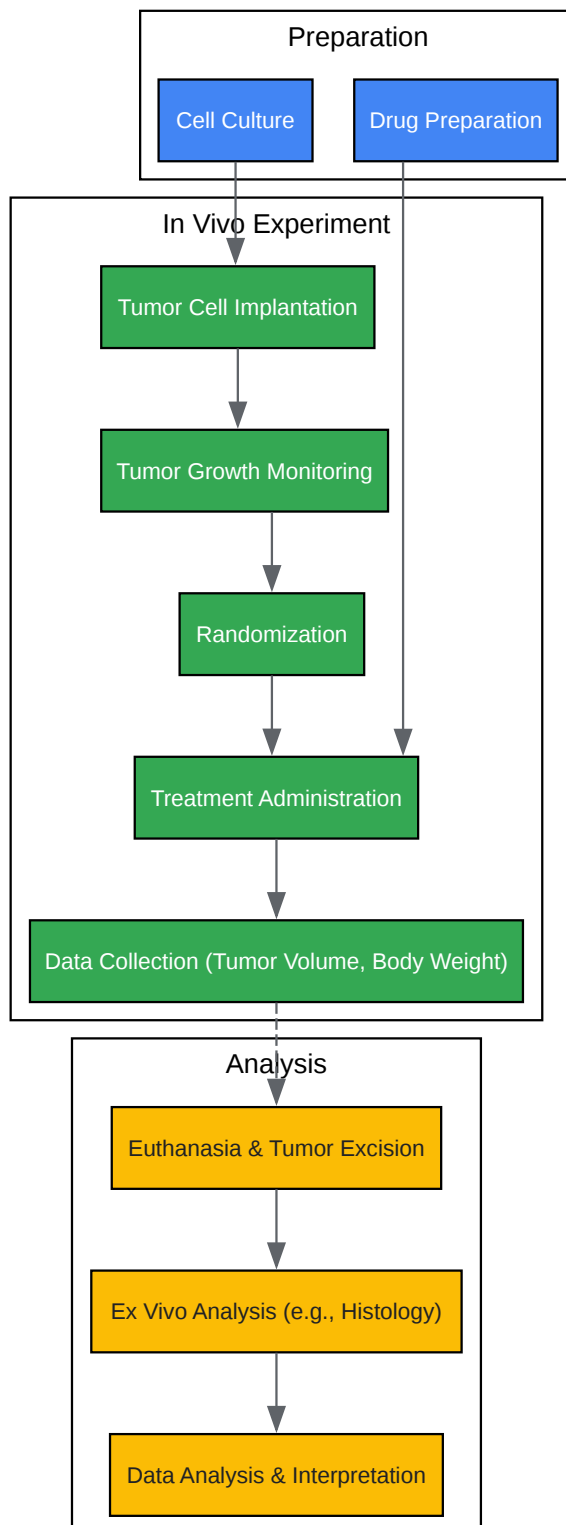 Preparation
Cell Culture
Drug Preparation
In Vivo Experiment
Tumor Cell Implantation
Tumor Growth Monitoring
Randomization
Treatment Administration
Data Collection (Tumor Volume, Body Weight)
Analysis
Euthanasia & Tumor Excision
Ex Vivo Analysis (e.g., Histology)
Data Analysis & Interpretation